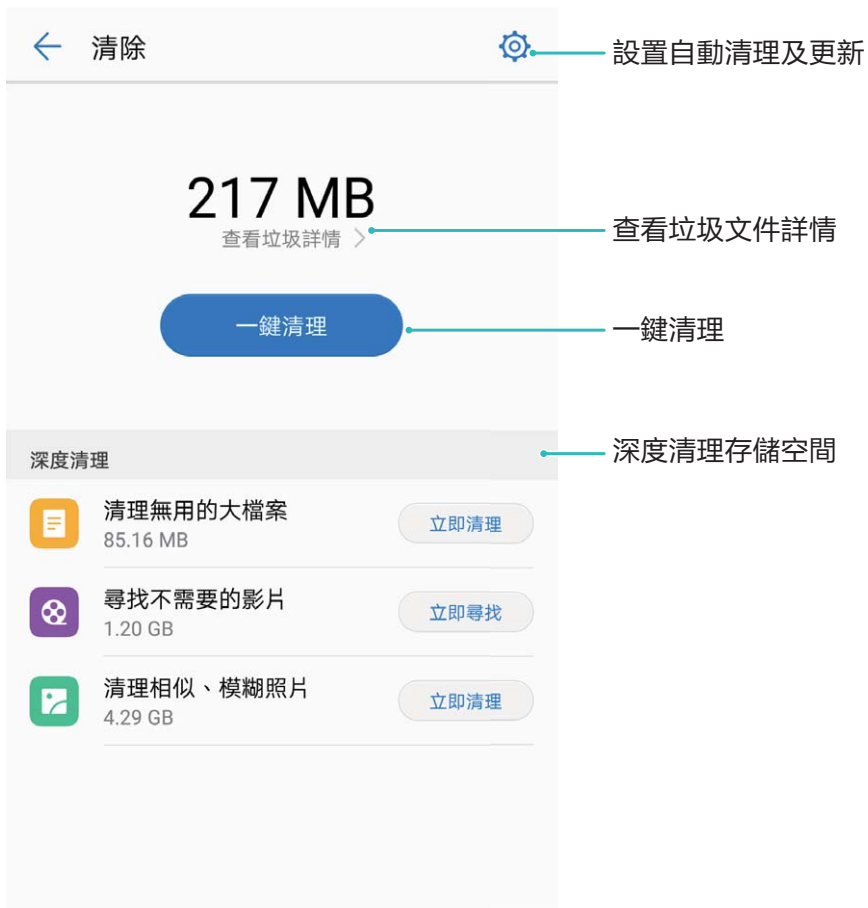 清除
設置自動清理及更新
217 MB
查看垃圾詳情
查看垃圾文件詳情
一鍵清理
一鍵清理
深度清理
深度清理存儲空間
清理無用的大檔案
85.16 MB
立即清理
尋找不需要的影片
1.20 GB
立即尋找
清理相似、模糊照片
4.29 GB
立即清理